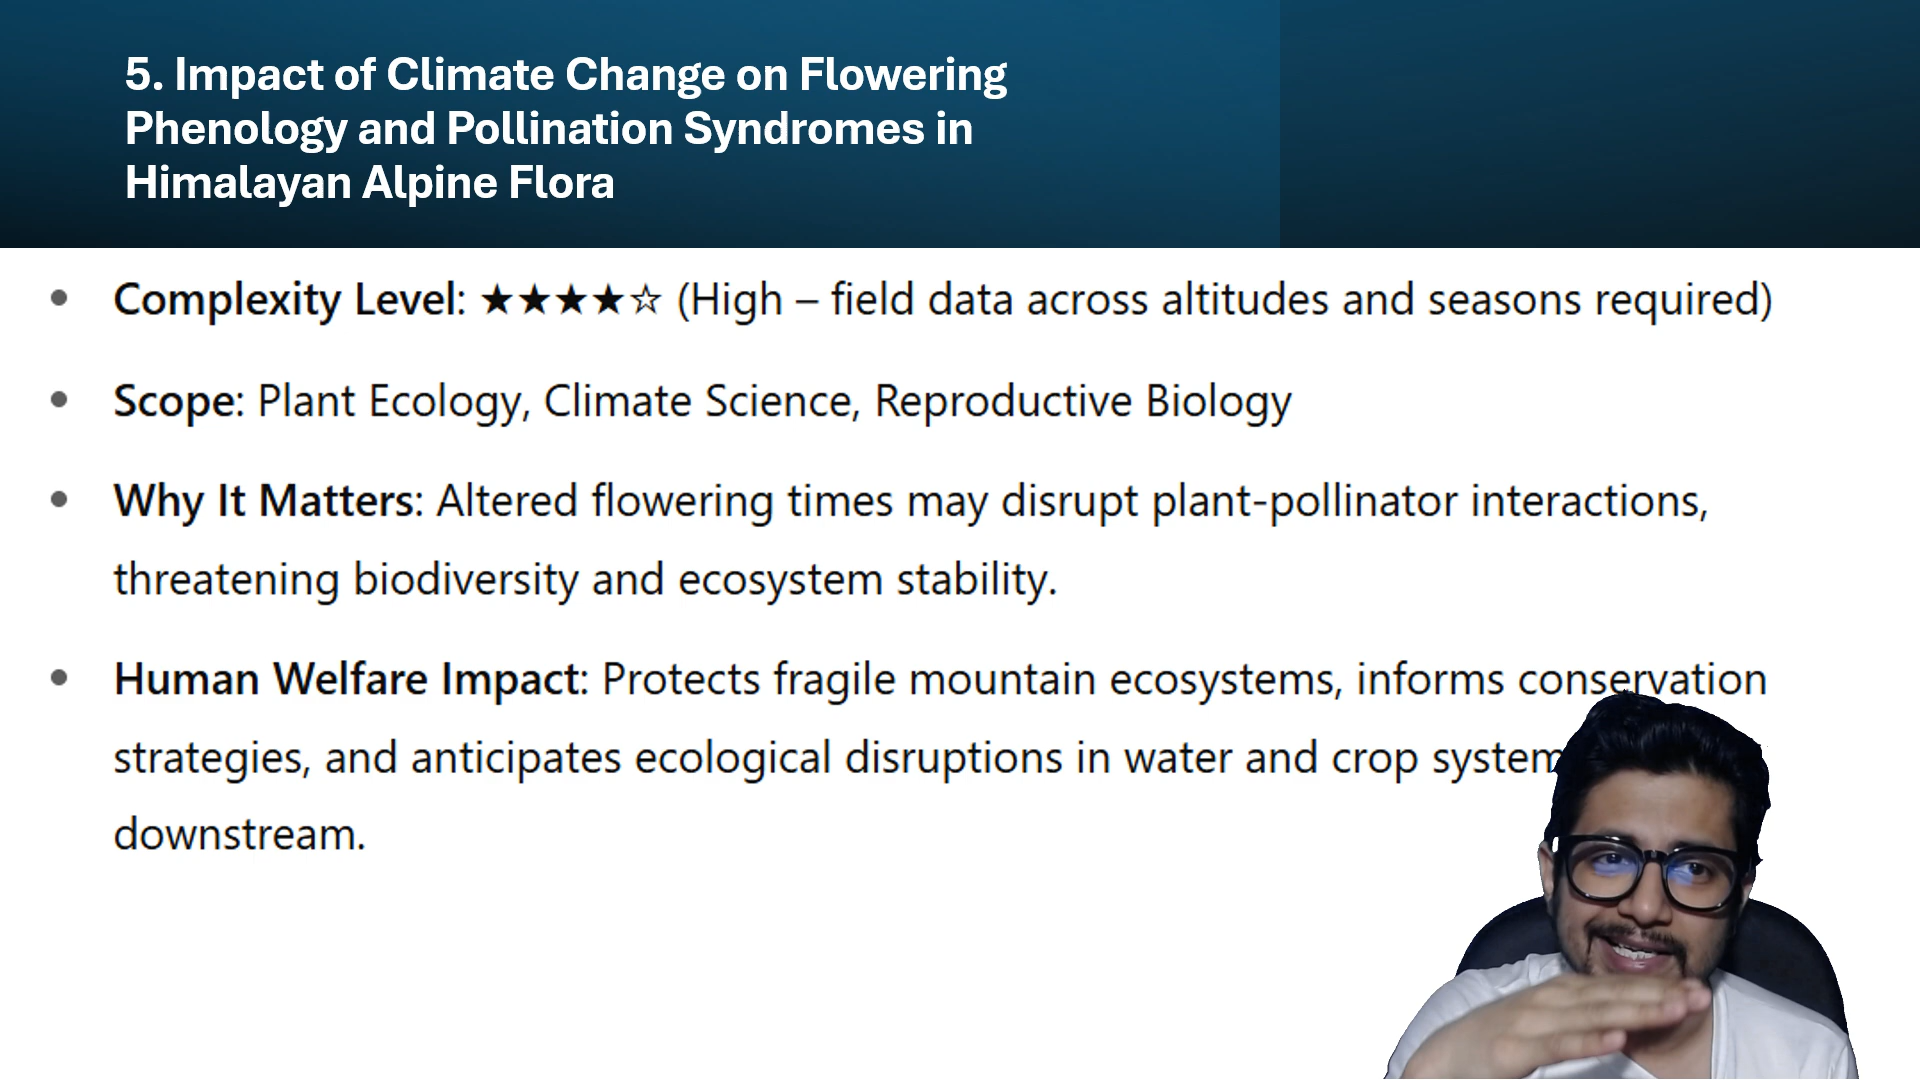 5. Impact of Climate Change on Flowering
Phenology and Pollination Syndromes in
Himalayan Alpine Flora
• Complexity Level: ★★★★☆ (High – field data across altitudes and seasons required)
• Scope: Plant Ecology, Climate Science, Reproductive Biology
• Why It Matters: Altered flowering times may disrupt plant-pollinator interactions,
threatening biodiversity and ecosystem stability.
• Human Welfare Impact: Protects fragile mountain ecosystems, informs conservation
strategies, and anticipates ecological disruptions in water and crop system
downstream.